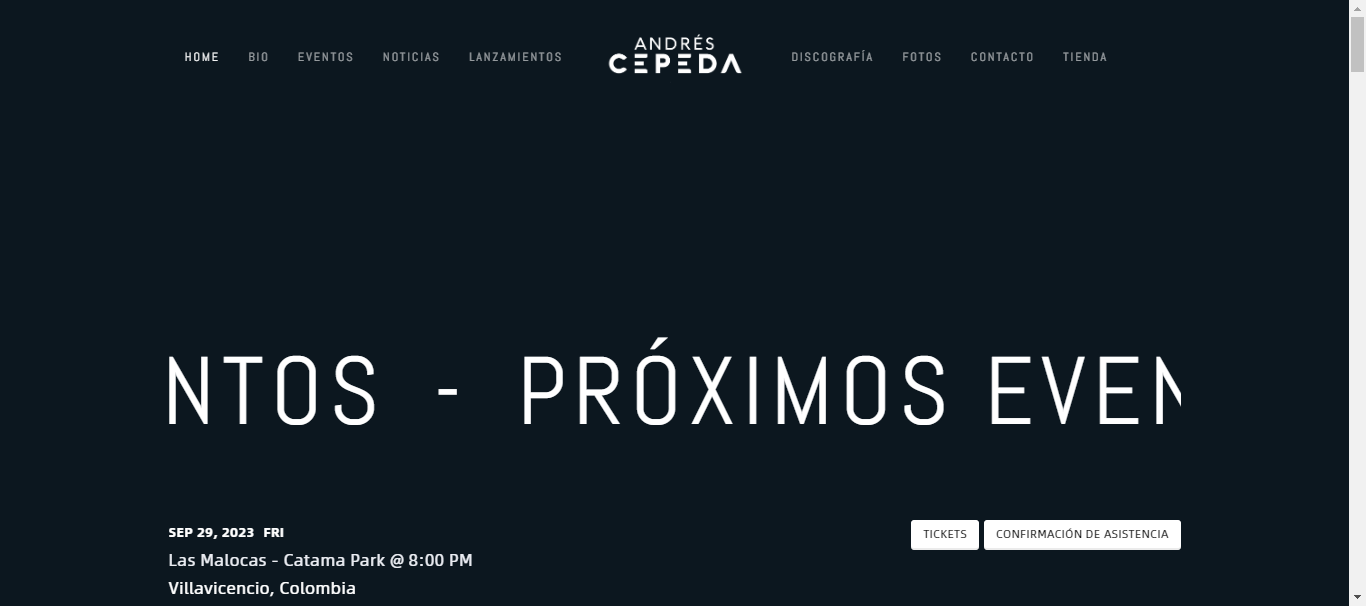 HOME BIO EVENTOS NOTICIAS LANZAMIENTOS
ANDRÉS
CEPEDA
DISCOGRAFÍA FOTOS CONTACTO TIENDA
NTOS - PRÓXIMOS EVEN
SEP 29, 2023 FRI
TICKETS CONFIRMACIÓN DE ASISTENCIA
Las Malocas - Catama Park @ 8:00 PM
Villavicencio, Colombia